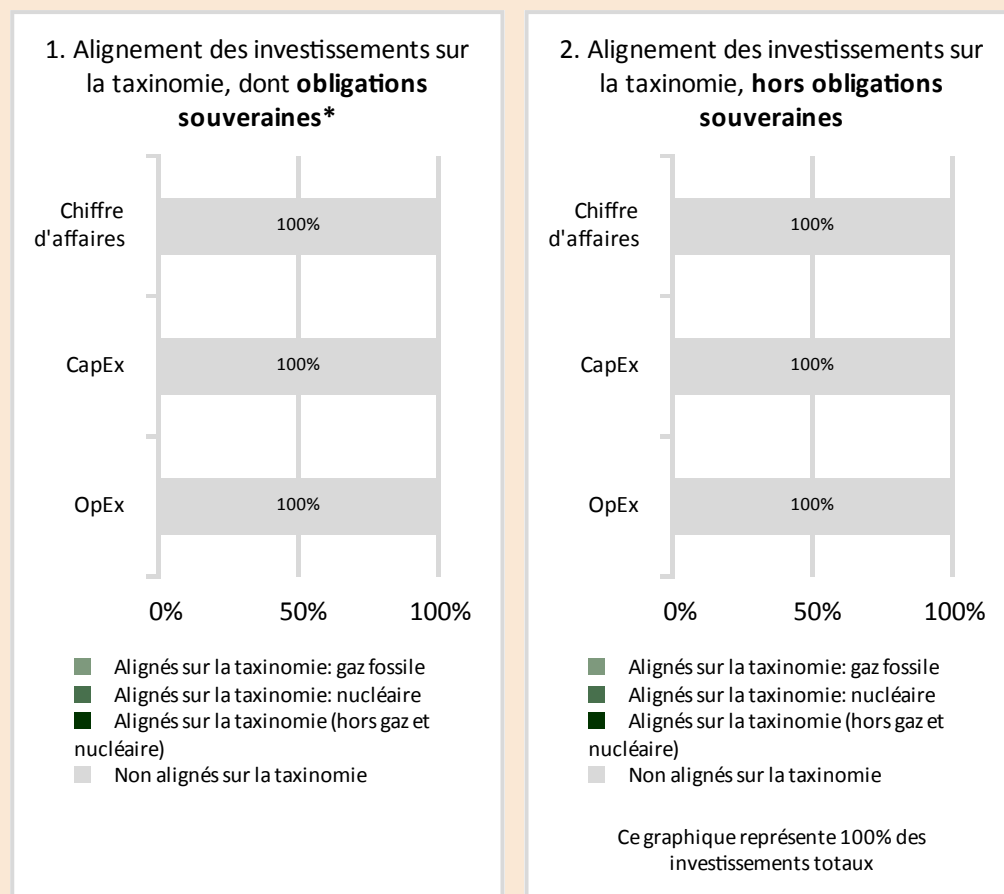 1. Alignement des investissements sur
la taxinomie, dont obligations
souveraines*
Chiffre
d'affaires
100%
CapEx
100%
OpEx
100%
0% 50% 100%
Alignés sur la taxinomie: gaz fossile
Alignés sur la taxinomie: nucléaire
Alignés sur la taxinomie (hors gaz et
nucléaire)
Non alignés sur la taxinomie
2. Alignement des investissements sur
la taxinomie, hors obligations
souveraines
Chiffre
d'affaires
100%
CapEx
100%
OpEx
100%
0% 50% 100%
Alignés sur la taxinomie: gaz fossile
Alignés sur la taxinomie: nucléaire
Alignés sur la taxinomie (hors gaz et
nucléaire)
Non alignés sur la taxinomie
Ce graphique représente 100% des
investissements totaux